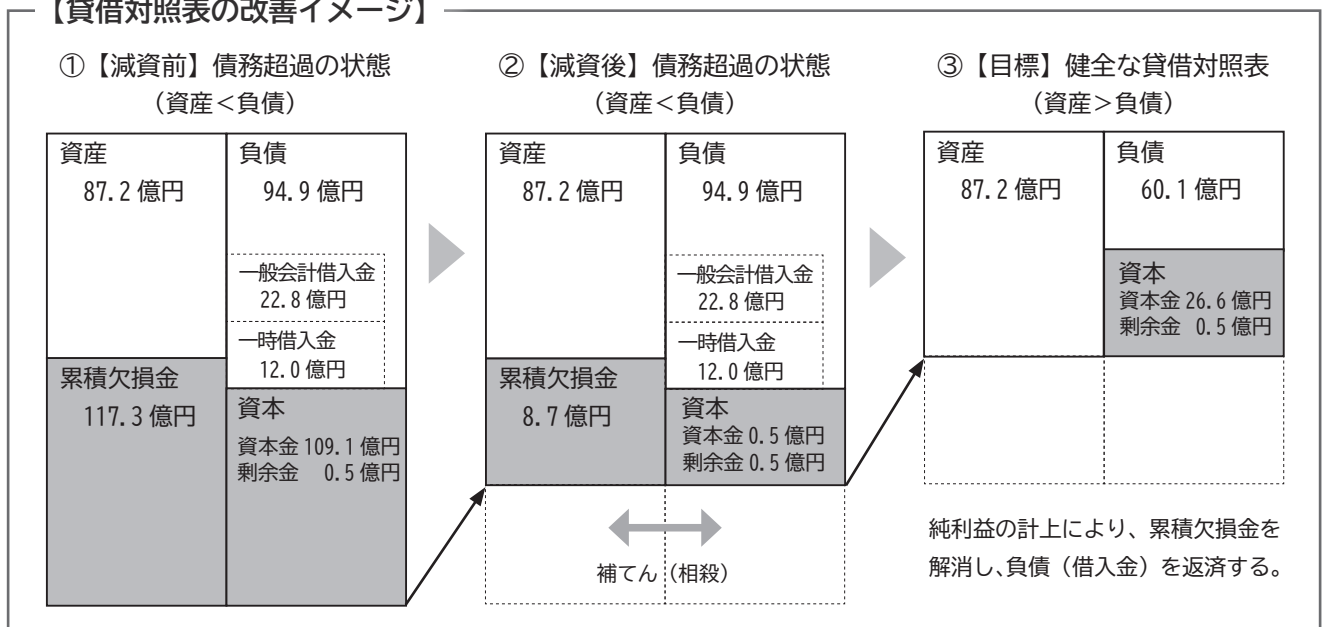 【貸借対照表の改善イメージ】
①【減資前】債務超過の状態
（資産＜負債）
資産
87.2億円
負債
94.9億円
一般会計借入金
22.8億円
一時借入金
12.0億円
累積欠損金
117.3億円
資本
資本金109.1億円
剰余金 0.5億円
②【減資後】債務超過の状態
（資産＜負債）
資産
87.2億円
負債
94.9億円
一般会計借入金
22.8億円
一時借入金
12.0億円
累積欠損金
8.7億円
資本
資本金0.5億円
剰余金0.5億円
補てん（相殺）
③【目標】健全な貸借対照表
（資産＞負債）
資産
87.2億円
負債
60.1億円
資本
資本金26.6億円
剰余金 0.5億円
純利益の計上により、累積欠損金を
解消し、負債（借入金）を返済する。